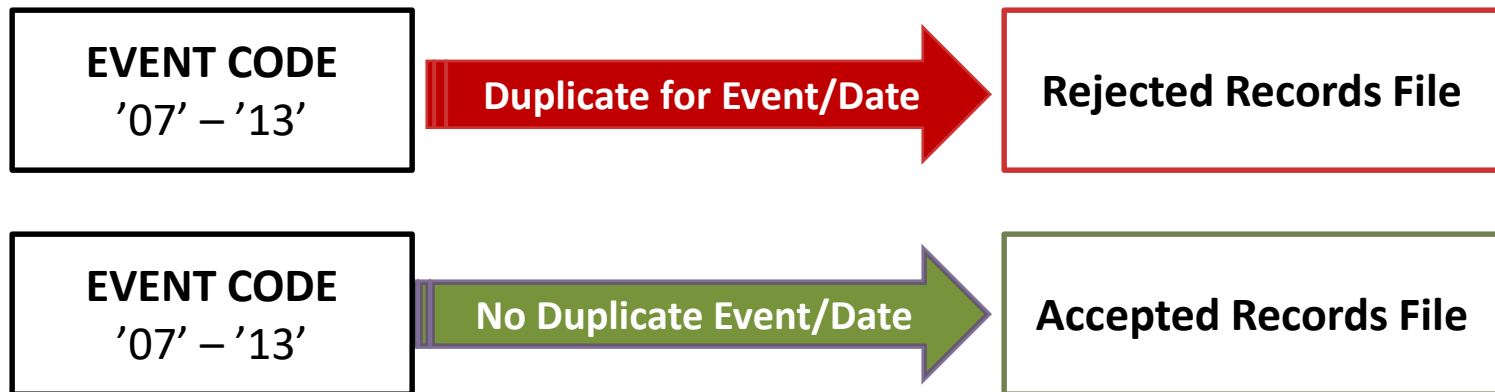 EVENT CODE
’07’ – ’13’
Duplicate for Event/Date
Rejected Records File
EVENT CODE
’07’ – ’13’
No Duplicate Event/Date
Accepted Records File